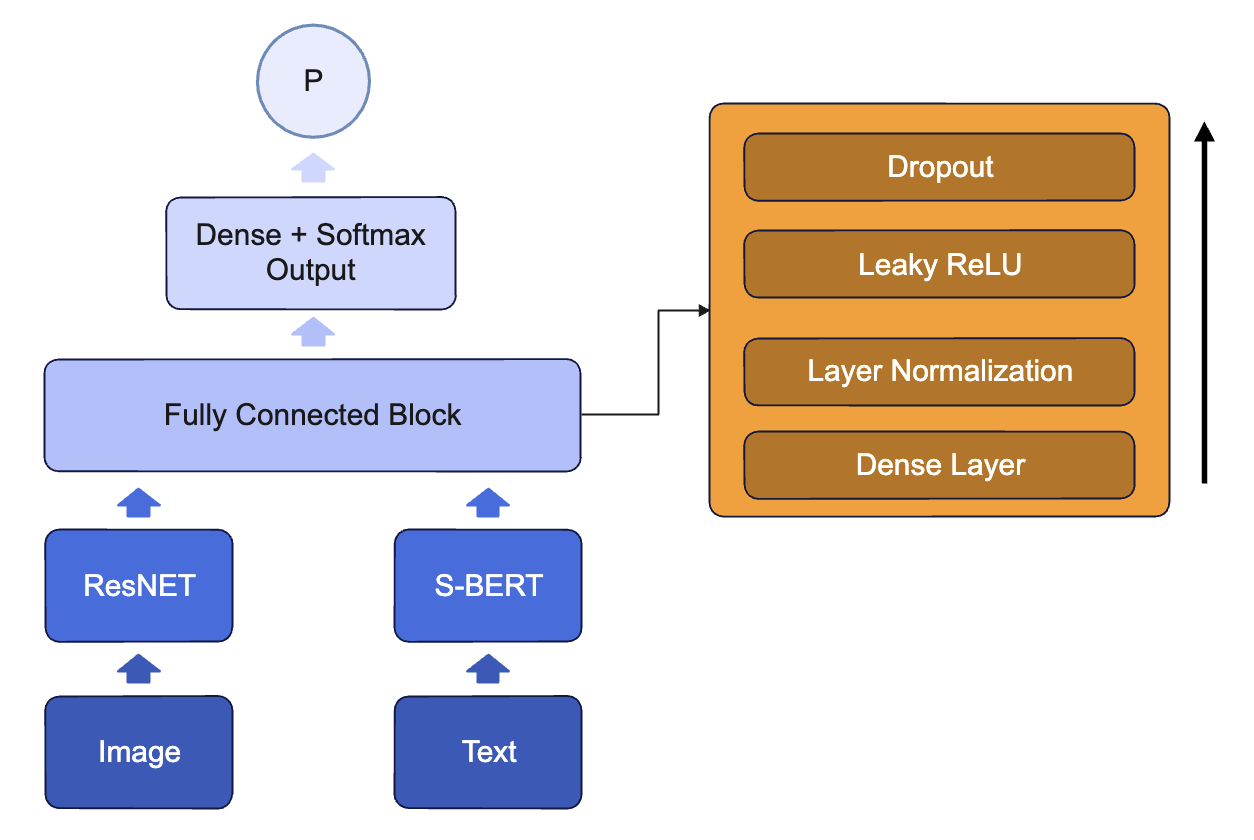 P
Dense + Softmax
Output
Fully Connected Block
ResNET
S-BERT
Image
Text
Dropout
Leaky ReLU
Layer Normalization
Dense Layer